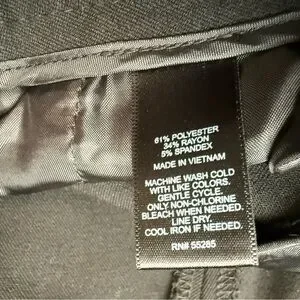 61% POLYESTER
34% RAYON
5% SPANDEX
MADE IN VIETNAM
MACHINE WASH COLD
WITH LIKE COLORS.
GENTLE CYCLE.
ONLY NON-CHLORINE
BLEACH WHEN NEEDED.
LINE DRY.
COOL IRON IF NEEDED.
RN# 55285